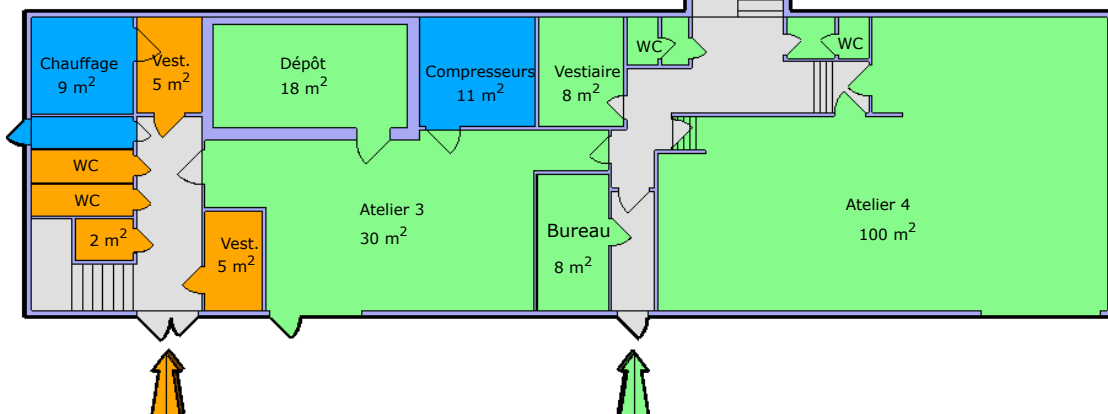 Chauffage
9 m²
Vest.
5 m²
Dépôt
18 m²
Compresseurs
11 m²
Vestiaire
8 m²
WC
WC
WC
WC
2 m²
Vest.
5 m²
Atelier 3
30 m²
Bureau
8 m²
Atelier 4
100 m²